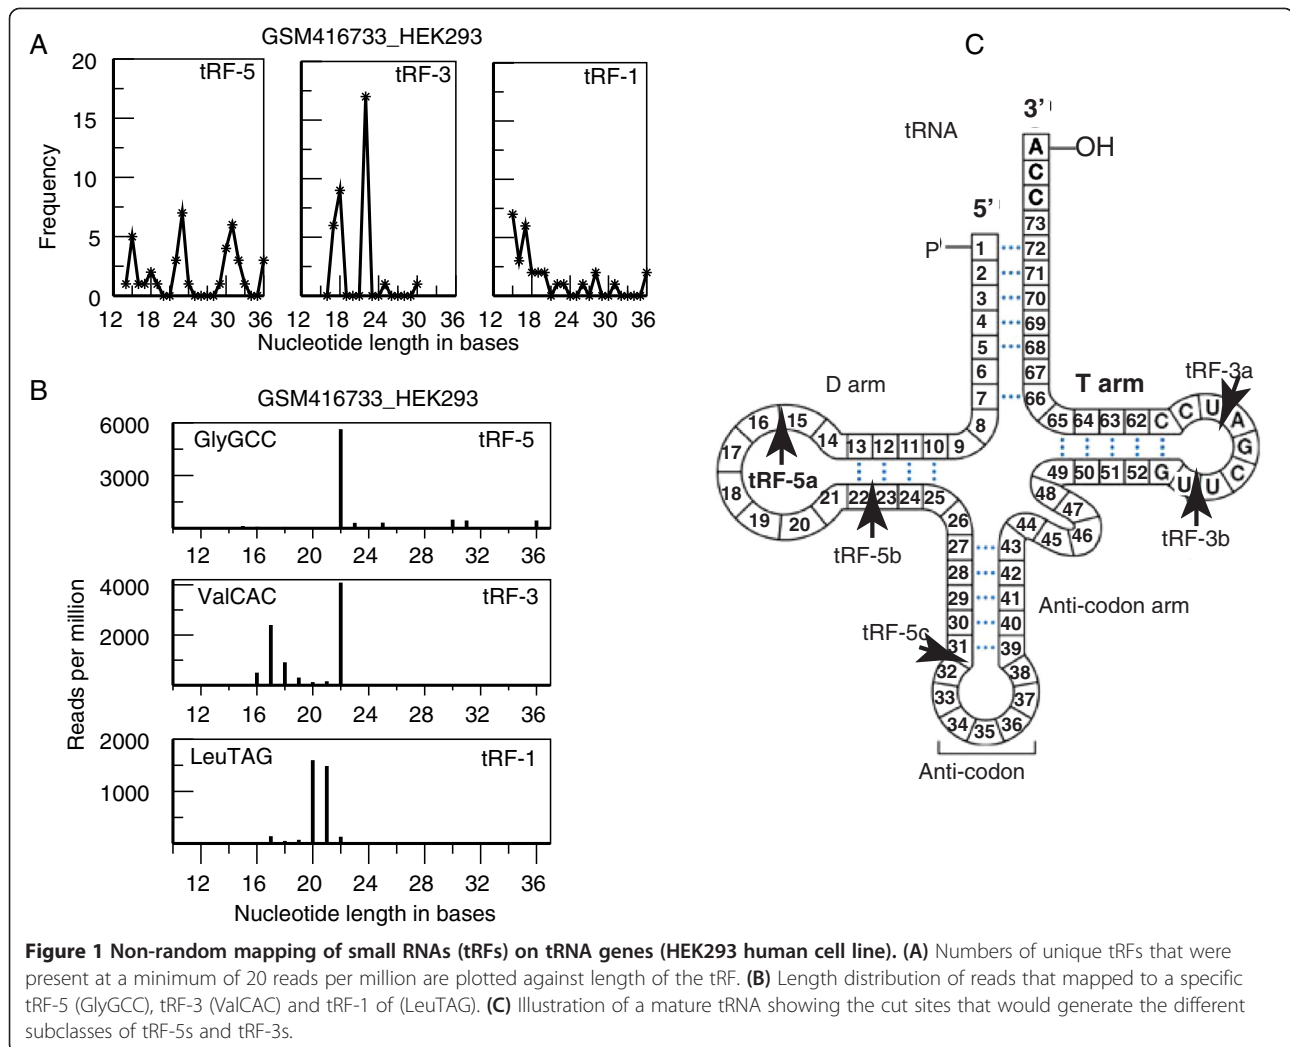 A
GSM416733_HEK293
tRF-5
tRF-3
tRF-1
20
15
10
5
0
Frequency
12 18 24 30 36
12 18 24 30 36
12 18 24 30 36
Nucleotide length in bases
B
GSM416733_HEK293
GlyGCC tRF-5
6000
3000
12 16 20 24 28 32 36
ValCAC tRF-3
4000
2000
12 16 20 24 28 32 36
LeuTAG tRF-1
2000
1000
12 16 20 24 28 32 36
Reads per million
Nucleotide length in bases
C
tRNA
3'
A OH
C
C
73
5'
P 1 72
2 71
3 70
4 69
5 68
6 67
7 66
8
D arm
T arm
tRF-3a
16 15 14 13 12 11 10 9
65 64 63 62 C C U A
17
G
18
C
tRF-5a
19 20 21 22 23 24 25
49 50 51 52 G U U
48
47
46
45
44
26
tRF-5b
tRF-3b
27 43
28 42
29 41
30 40
31 39
Anti-codon arm
tRF-5c
32 38
33 37
34 35 36
Anti-codon
Figure 1 Non-random mapping of small RNAs (tRFs) on tRNA genes (HEK293 human cell line). (A) Numbers of unique tRFs that were
present at a minimum of 20 reads per million are plotted against length of the tRF. (B) Length distribution of reads that mapped to a specific
tRF-5 (GlyGCC), tRF-3 (ValCAC) and tRF-1 of (LeuTAG). (C) Illustration of a mature tRNA showing the cut sites that would generate the different
subclasses of tRF-5s and tRF-3s.